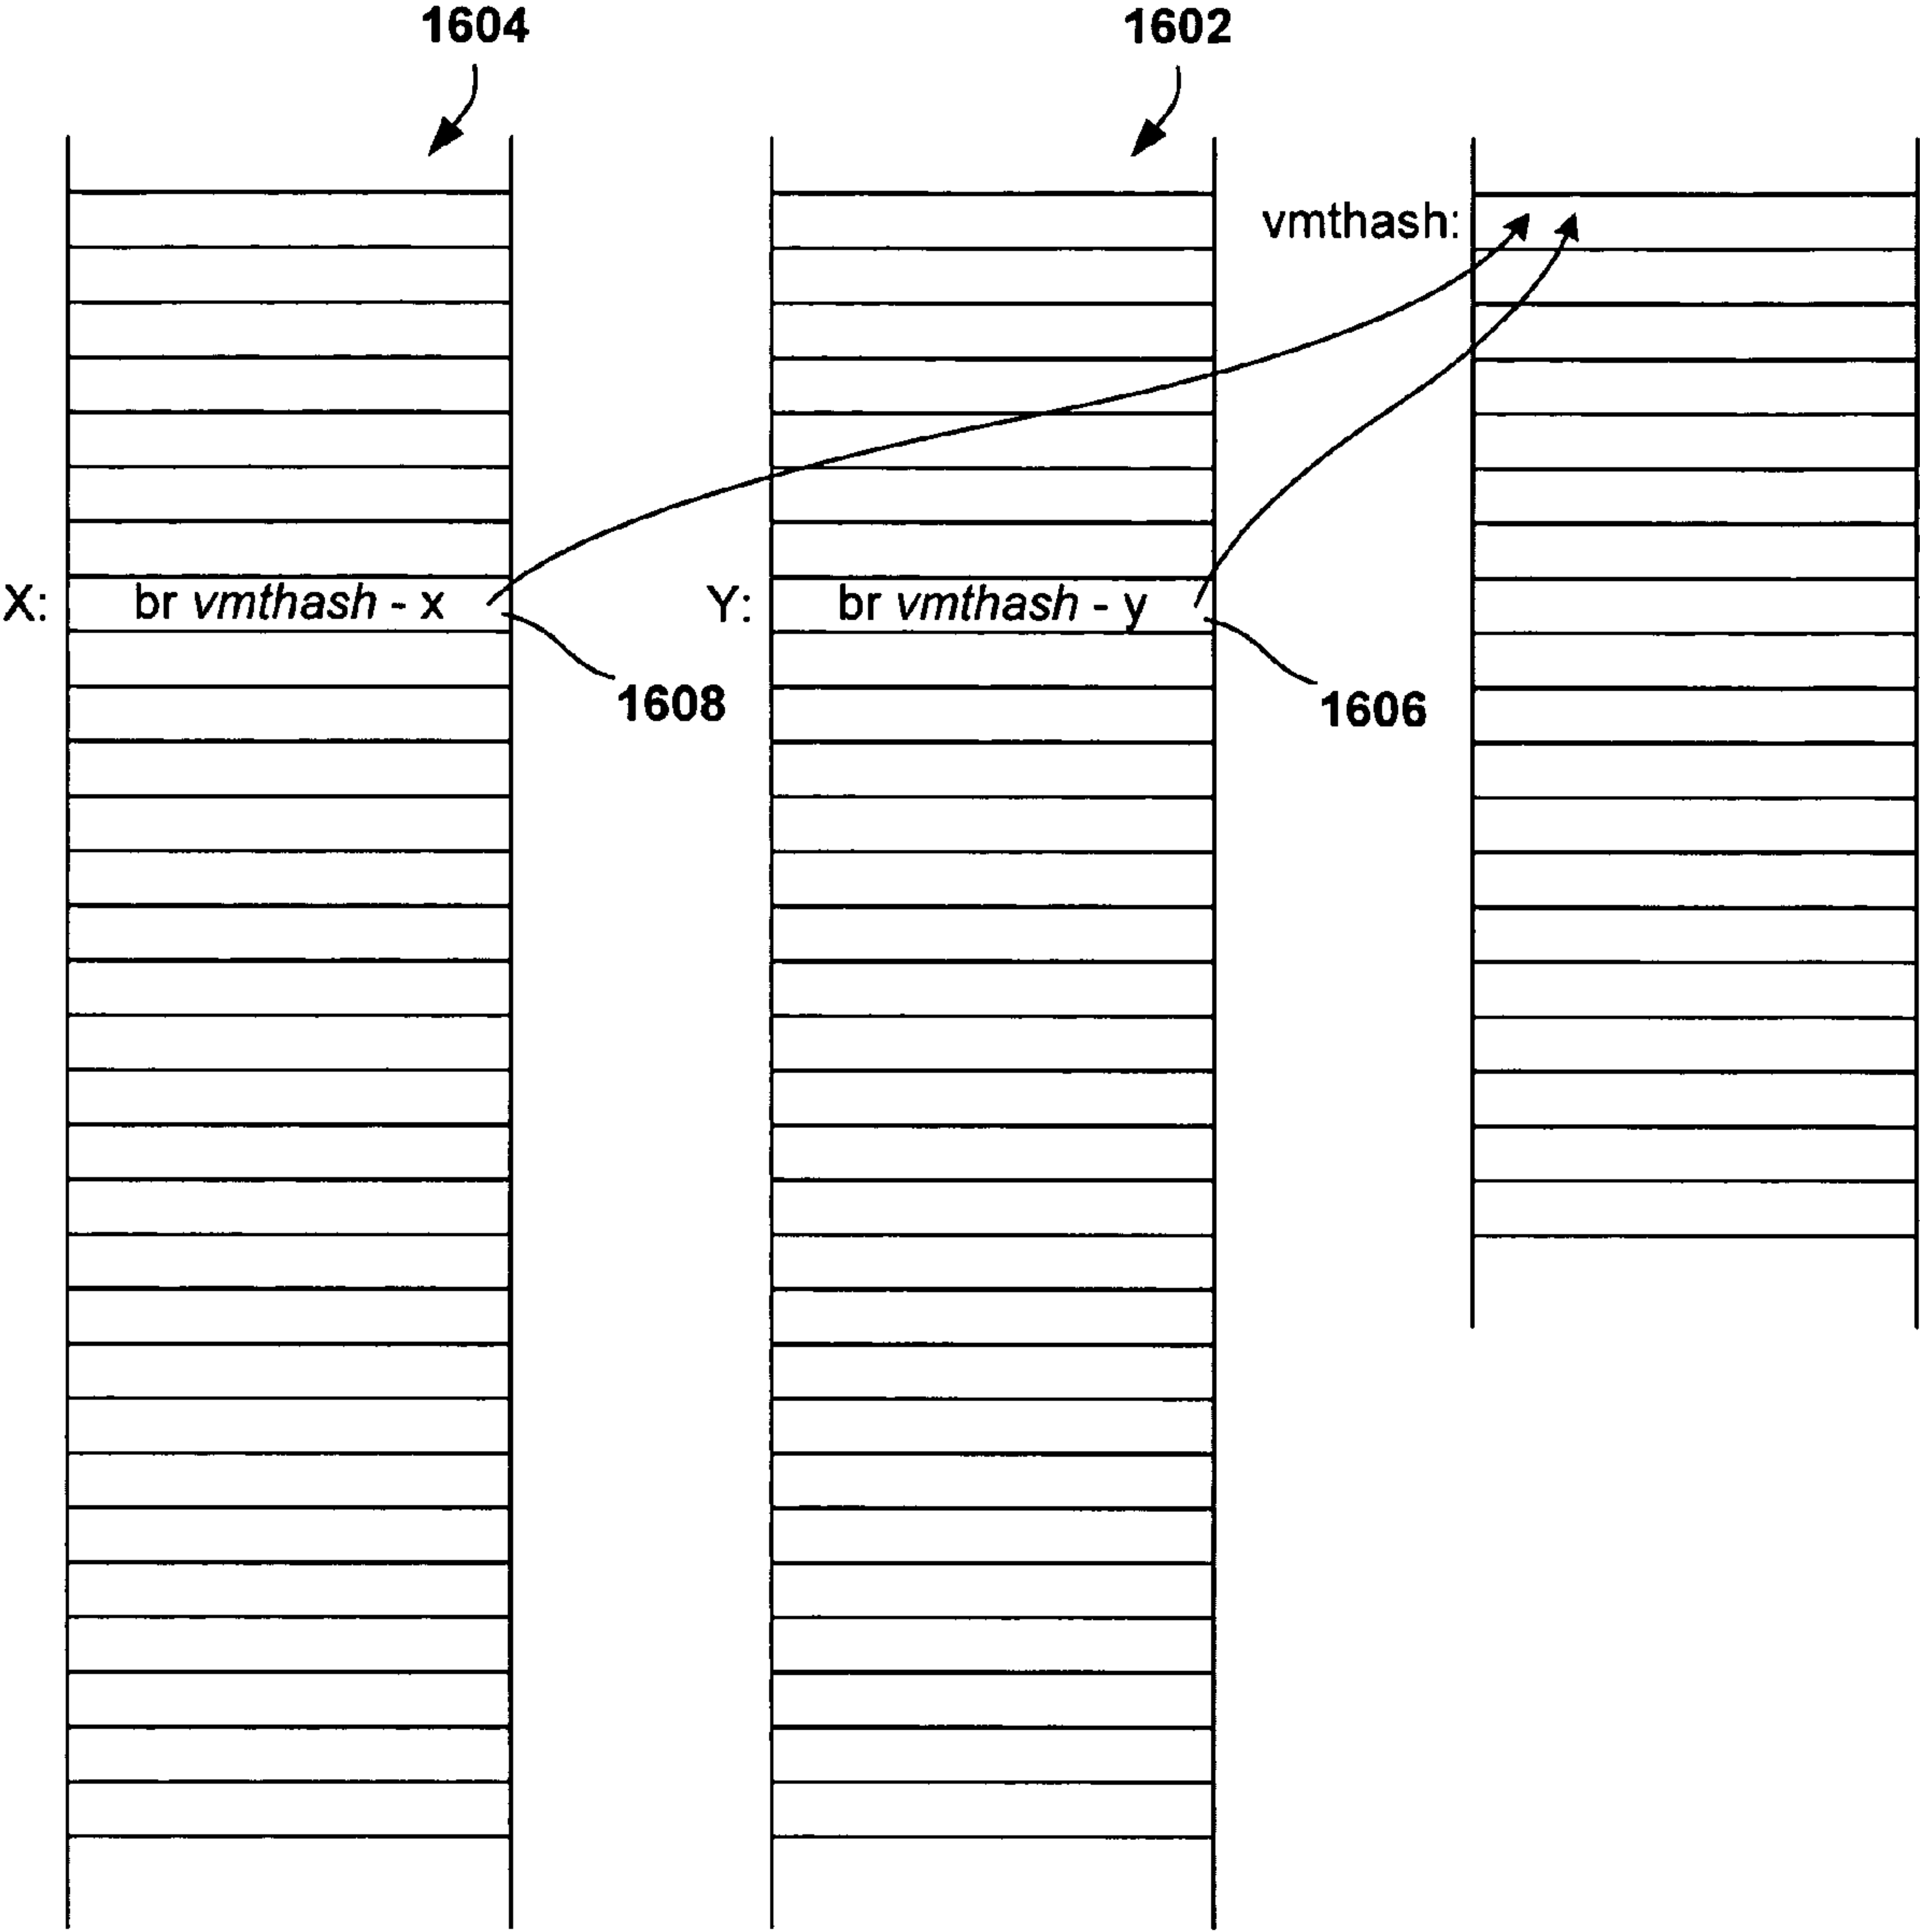 1604
1602
vmthash:
X: br vmthash - x
Y: br vmthash - y
1608
1606